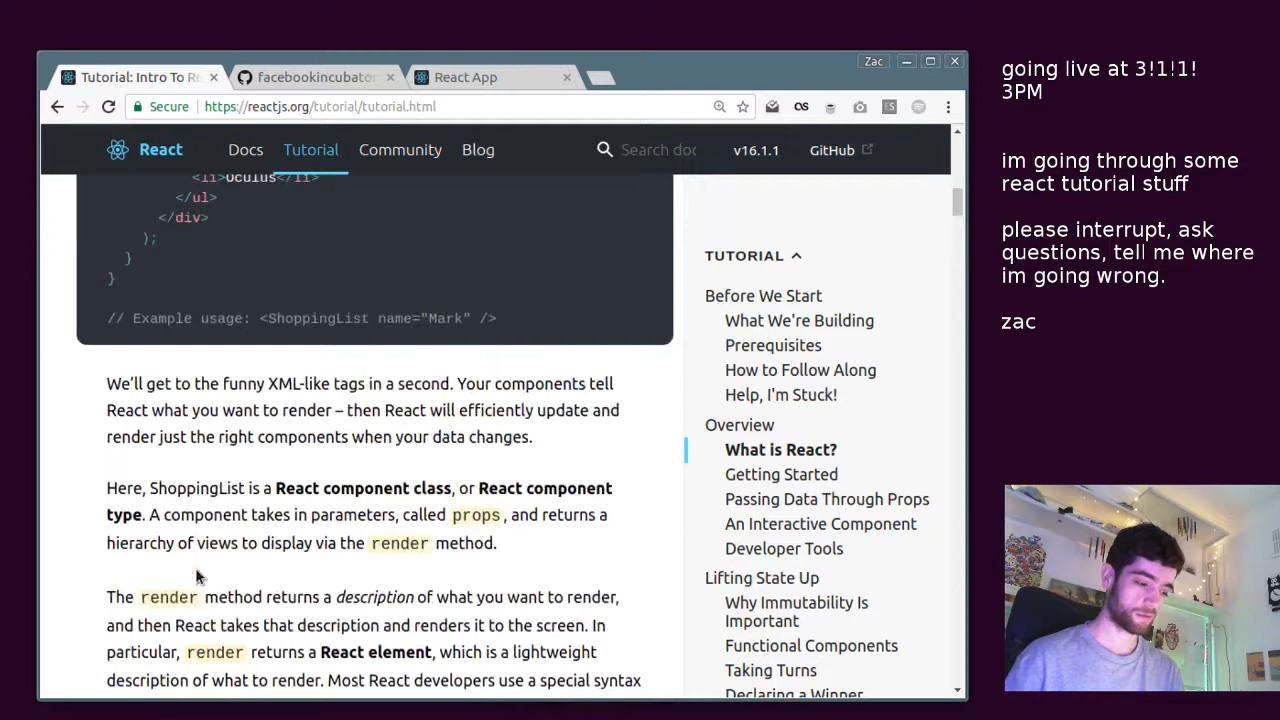 Zac
Tutorial: Intro To Re
facebookincubator
React App
Secure
https://reactjs.org/tutorial/tutorial.html
OS
ES
React
Docs
Tutorial
Community
Blog
Search doc
v16.1.1
GitHub
<li>Oculus</li>
</ul>
</div>
);
}
}
// Example usage: <ShoppingList name="Mark" />
We'll get to the funny XML-like tags in a second. Your components tell
React what you want to render – then React will efficiently update and
render just the right components when your data changes.
Here, ShoppingList is a React component class, or React component
type. A component takes in parameters, called props, and returns a
hierarchy of views to display via the render method.
The render method returns a description of what you want to render,
and then React takes that description and renders it to the screen. In
particular, render returns a React element, which is a lightweight
description of what to render. Most React developers use a special syntax
TUTORIAL
Before We Start
What We're Building
Prerequisites
How to Follow Along
Help, I'm Stuck!
Overview
What is React?
Getting Started
Passing Data Through Props
An Interactive Component
Developer Tools
Lifting State Up
Why Immutability Is
Important
Functional Components
Taking Turns
Declaring a Winner
going live at 3!1!1!
3PM
im going through some
react tutorial stuff
please interrupt, ask
questions, tell me where
im going wrong.
zac